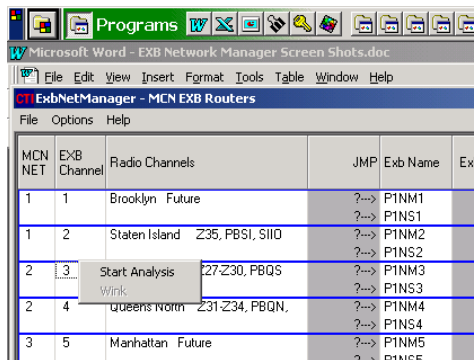 Programs
Microsoft Word - EXB Network Manager Screen Shots.doc
File Edit View Insert Format Tools Table Window Help
CTI ExbNetManager - MCN EXB Routers
File Options Help
MCN NET EXB Channel Radio Channels JMP Exb Name Ex
1 1 Brooklyn Future ?---> P1NM1
?---> P1NS1
1 2 Staten Island Z35, PBSI, SIIO ?---> P1NM2
?---> P1NS2
2 3 Z27-Z30, PBQS ?---> P1NM3
Start Analysis
Wink
?---> P1NS3
2 4 Queens North Z31-Z34, PBQN, ?---> P1NM4
?---> P1NS4
3 5 Manhattan Future ?---> P1NM5
?---> P1NS5